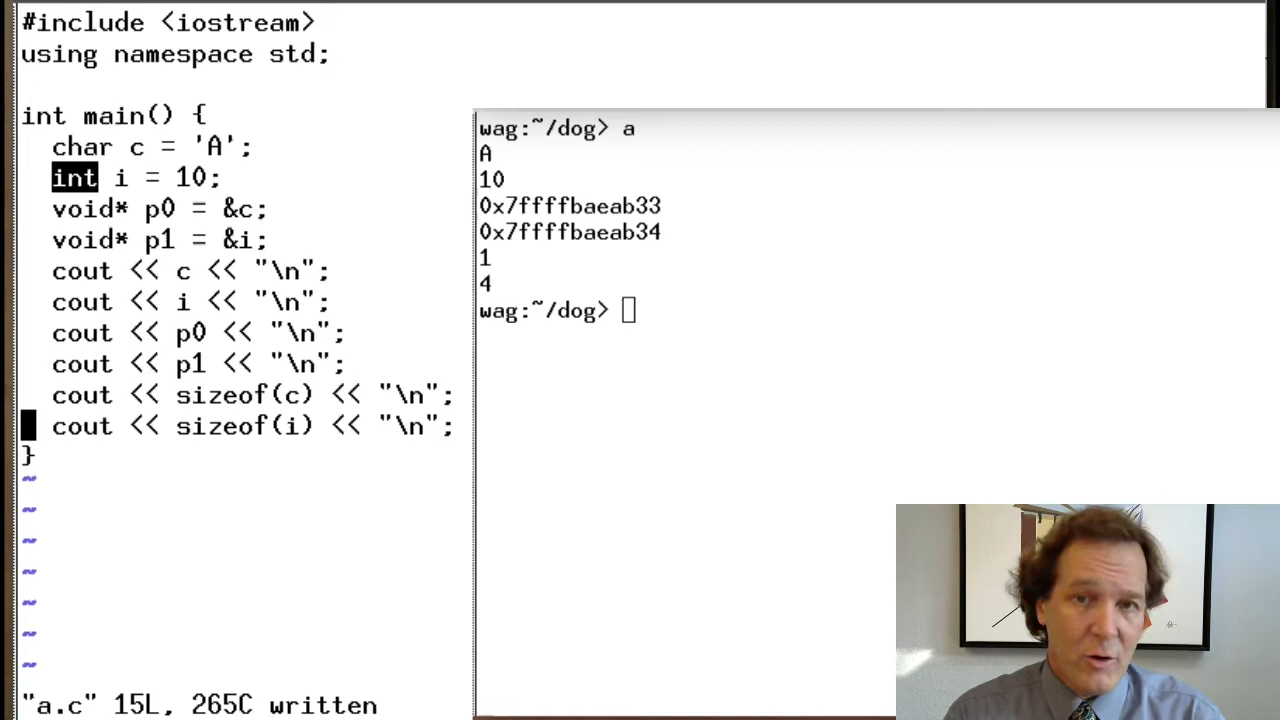 #include <iostream>
using namespace std;
int main() {
char c = 'A';
int i = 10;
void* p0 = &c;
void* p1 = &i;
cout << c << "\n";
cout << i << "\n";
cout << p0 << "\n";
cout << p1 << "\n";
cout << sizeof(c) << "\n";
cout << sizeof(i) << "\n";
}
~
~
~
~
~
~
~
"a.c" 15L, 265C written
wag:~/dog> a
A
10
0x7ffffbaeab33
0x7ffffbaeab34
1
4
wag:~/dog>